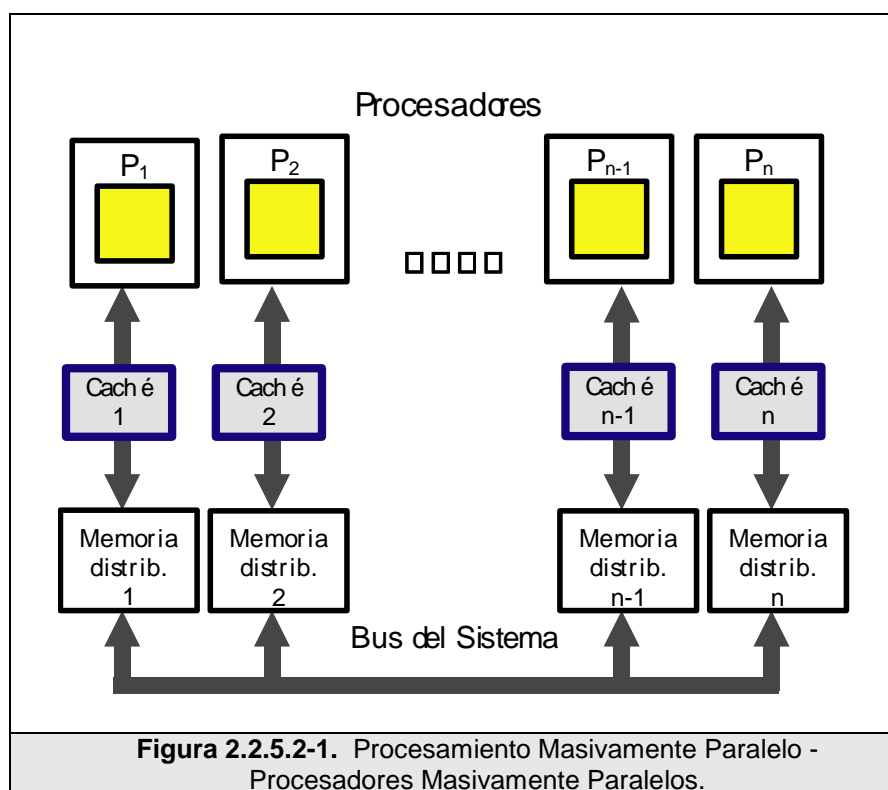 Procesadores
P1
P2
Pn-1
Pn
Caché
1
Caché
2
Caché
n-1
Caché
n
Memoria
distrib.
1
Memoria
distrib.
2
Memoria
distrib.
n-1
Memoria
distrib.
n
Bus del Sistema
Figura 2.2.5.2-1. Procesamiento Masivamente Paralelo -
Procesadores Masivamente Paralelos.